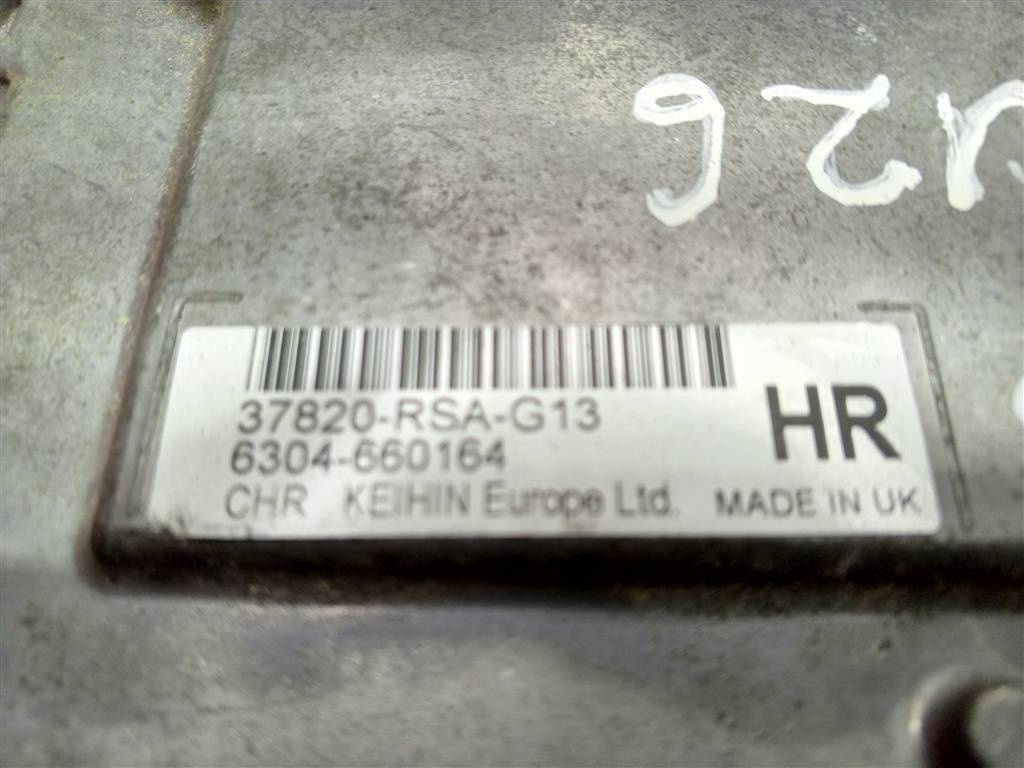 37820-RSA-G13
6304-660164
HR
CHR KEIHIN Europe Ltd. MADE IN UK